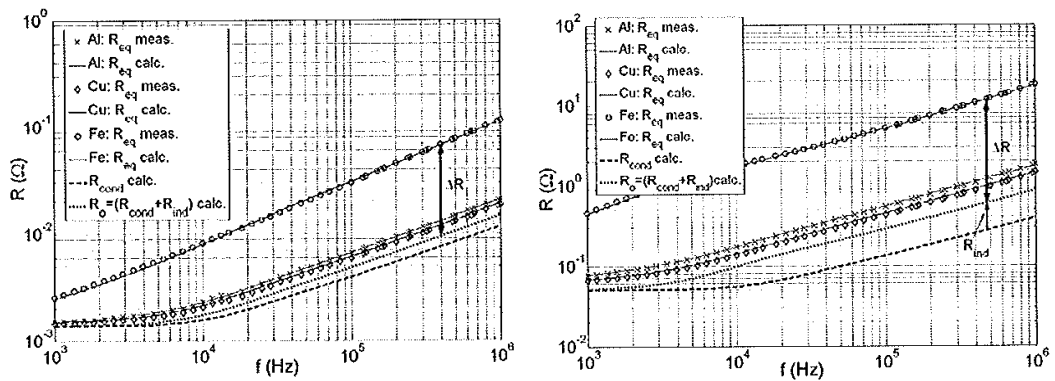 10^0
10^-1
10^-2
10^-3
R (Ω)
Al: R_eq meas.
Al: R_eq calc.
Cu: R_eq meas.
Cu: R_eq calc.
Fe: R_eq meas.
Fe: R_eq calc.
R_cond calc.
R_o=(R_cond+R_ind) calc.
ΔR
10^3
10^4
10^5
10^6
f (Hz)
10^2
10^1
10^0
10^-1
10^-2
R (Ω)
Al: R_eq meas.
Al: R_eq calc.
Cu: R_eq meas.
Cu: R_eq calc.
Fe: R_eq meas.
Fe: R_eq calc.
R_cond calc.
R_o=(R_cond+R_ind)calc.
ΔR
R_ind
10^3
10^4
10^5
10^6
f (Hz)